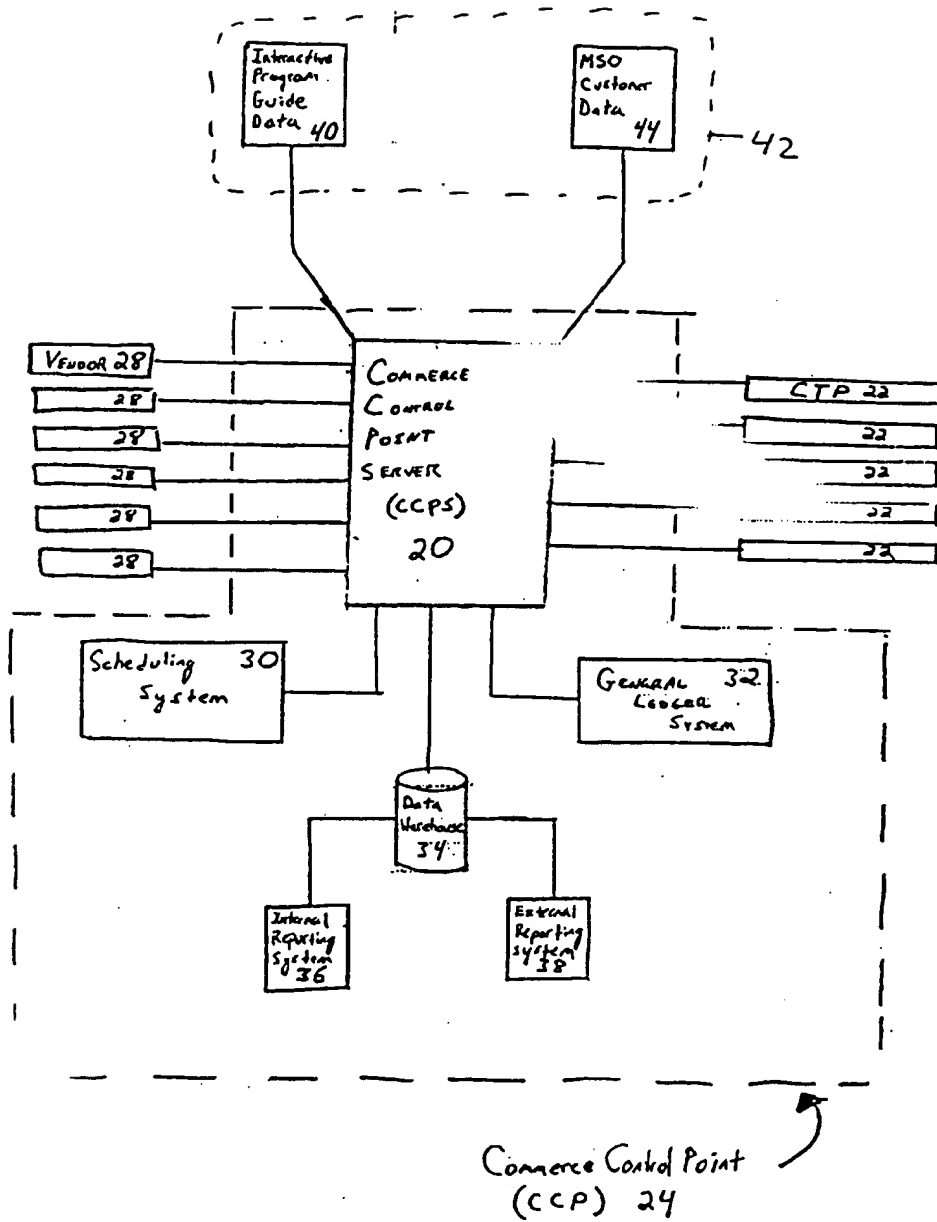 Interactive
Program
Guide
Data 40
MSO
Customer
Data
44
42
VENDOR 28
28
28
28
28
28
COMMERCE
CONTROL
POINT
SERVER
(CCPS)
20
CTP 22
22
22
22
22
Scheduling 30
System
GENERAL 32
LEDGER
SYSTEM
Data
Warehouse
34
Internal
Reporting
System
36
External
Reporting
System
38
Commerce Control Point
(CCP) 24